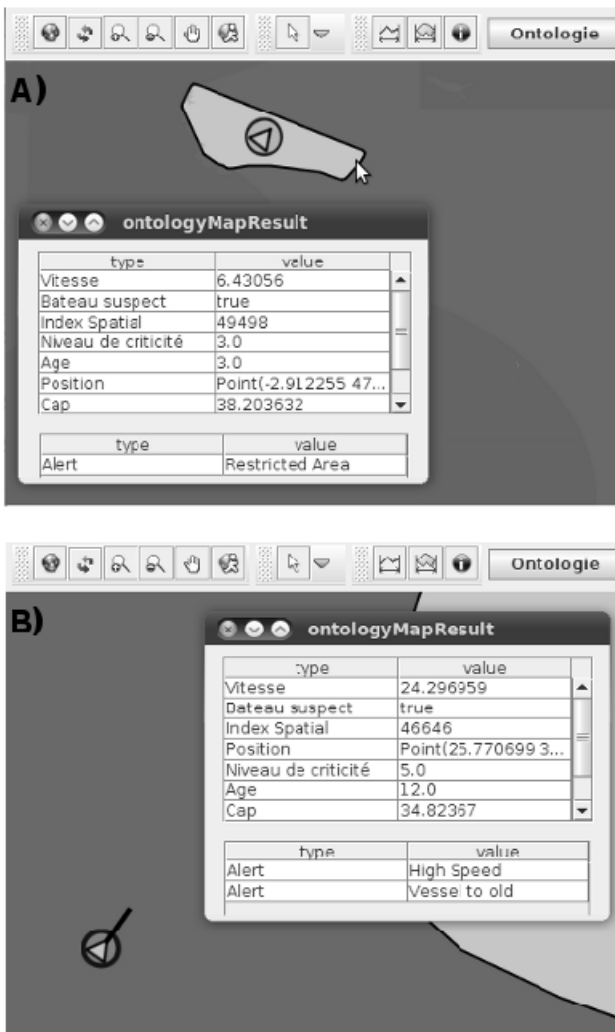 Ontologie
A)
ontologyMapResult
type value
Vitesse 6.43056
Bateau suspect true
Index Spatial 49498
Niveau de criticité 3.0
Age 3.0
Position Point(-2.912255 47...
Cap 38.203632
type value
Alert Restricted Area
Ontologie
B)
ontologyMapResult
type value
Vitesse 24.296959
Bateau suspect true
Index Spatial 46646
Position Point(25.770699 3...
Niveau de criticité 5.0
Age 12.0
Cap 34.82367
type value
Alert High Speed
Alert Vessel to old